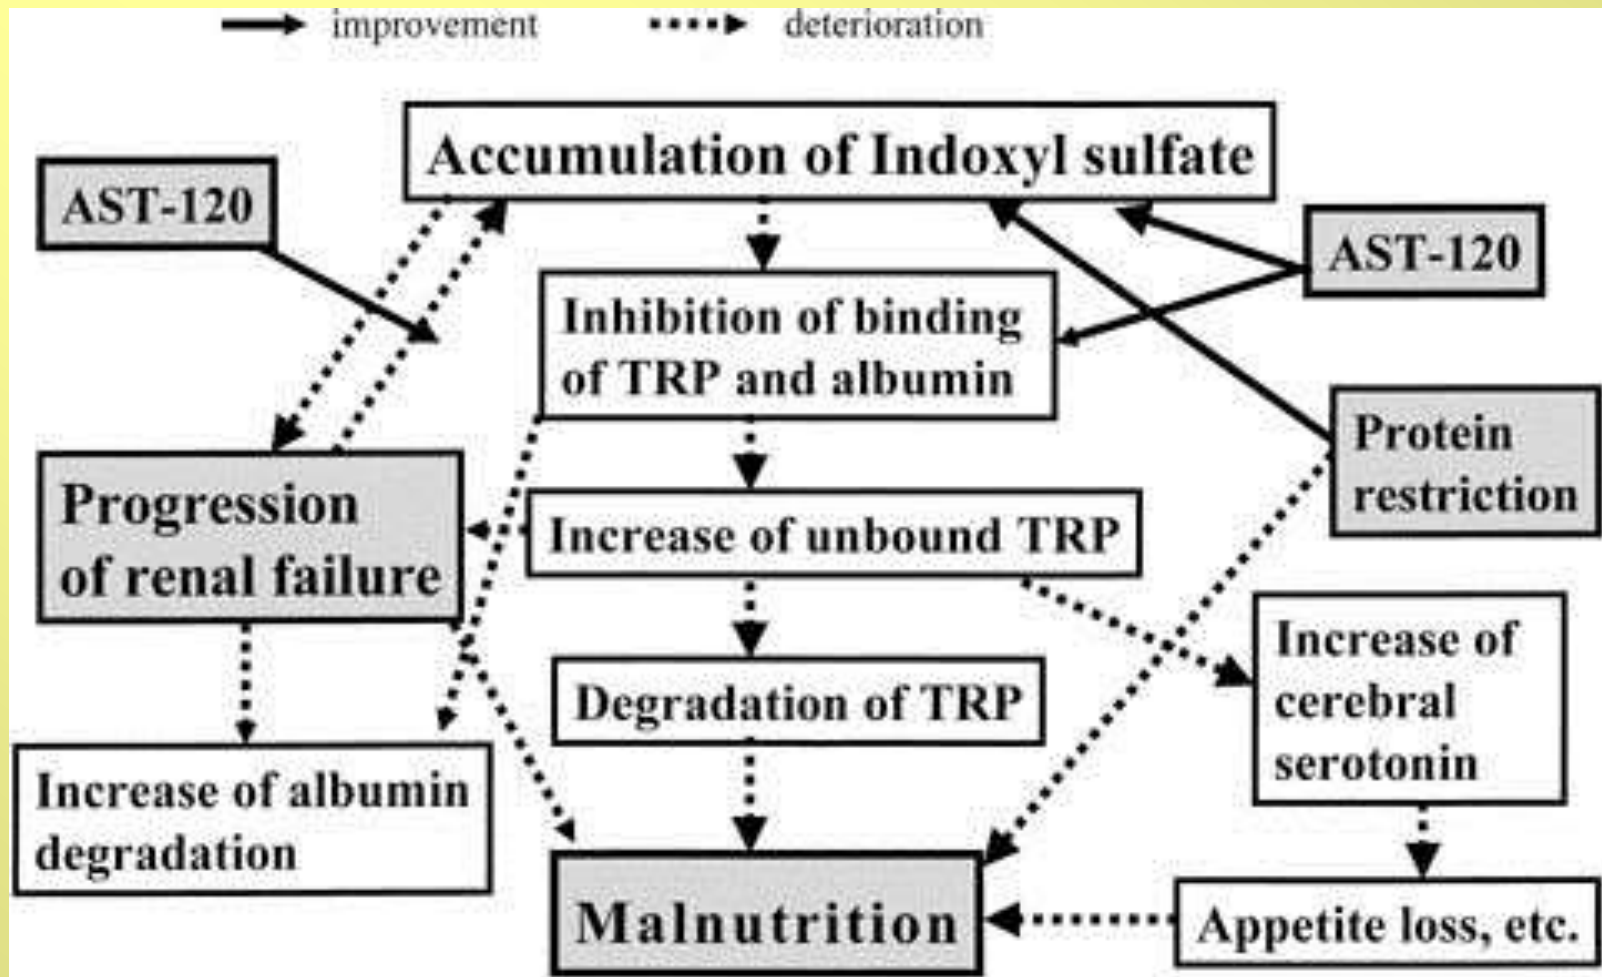 improvement
deterioration
Accumulation of Indoxyl sulfate
AST-120
AST-120
Inhibition of binding
of TRP and albumin
Protein
restriction
Progression
of renal failure
Increase of unbound TRP
Increase of
cerebral
serotonin
Degradation of TRP
Increase of albumin
degradation
Malnutrition
Appetite loss, etc.